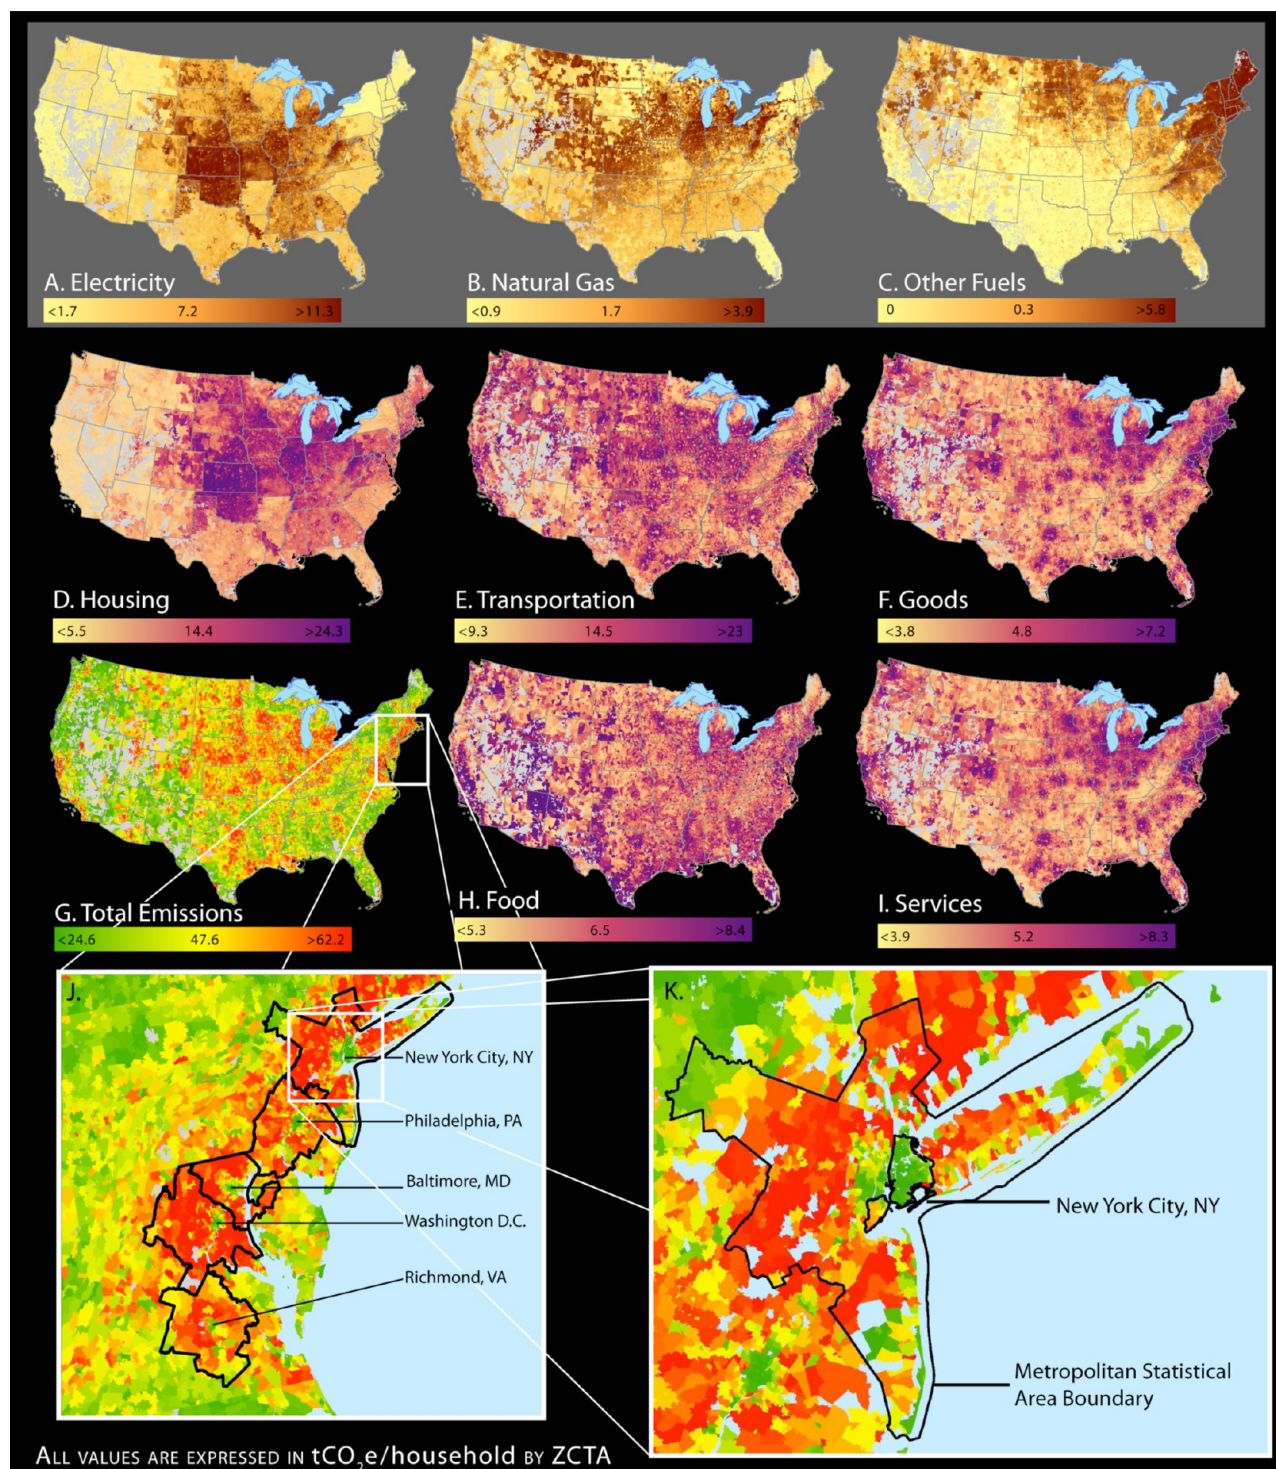 A. Electricity
<1.7 7.2 >11.3
B. Natural Gas
<0.9 1.7 >3.9
C. Other Fuels
0 0.3 >5.8
D. Housing
<5.5 14.4 >24.3
E. Transportation
<9.3 14.5 >23
F. Goods
<3.8 4.8 >7.2
G. Total Emissions
<24.6 47.6 >62.2
H. Food
<5.3 6.5 >8.4
I. Services
<3.9 5.2 >8.3
J.
New York City, NY
Philadelphia, PA
Baltimore, MD
Washington D.C.
Richmond, VA
K.
New York City, NY
Metropolitan Statistical
Area Boundary
ALL VALUES ARE EXPRESSED IN tCO₂e/HOUSEHOLD BY ZCTA